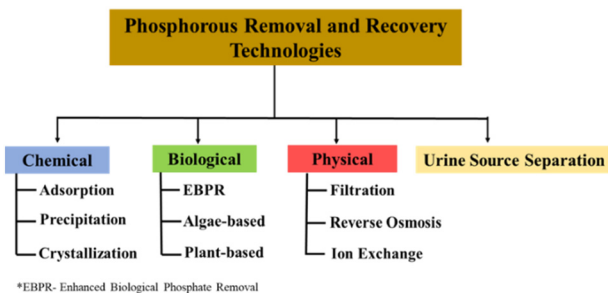 Phosphorous Removal and Recovery
Technologies
Chemical
Biological
Physical
Urine Source Separation
Adsorption
Precipitation
Crystallization
EBPR
Algae-based
Plant-based
Filtration
Reverse Osmosis
Ion Exchange
*EBPR- Enhanced Biological Phosphate Removal